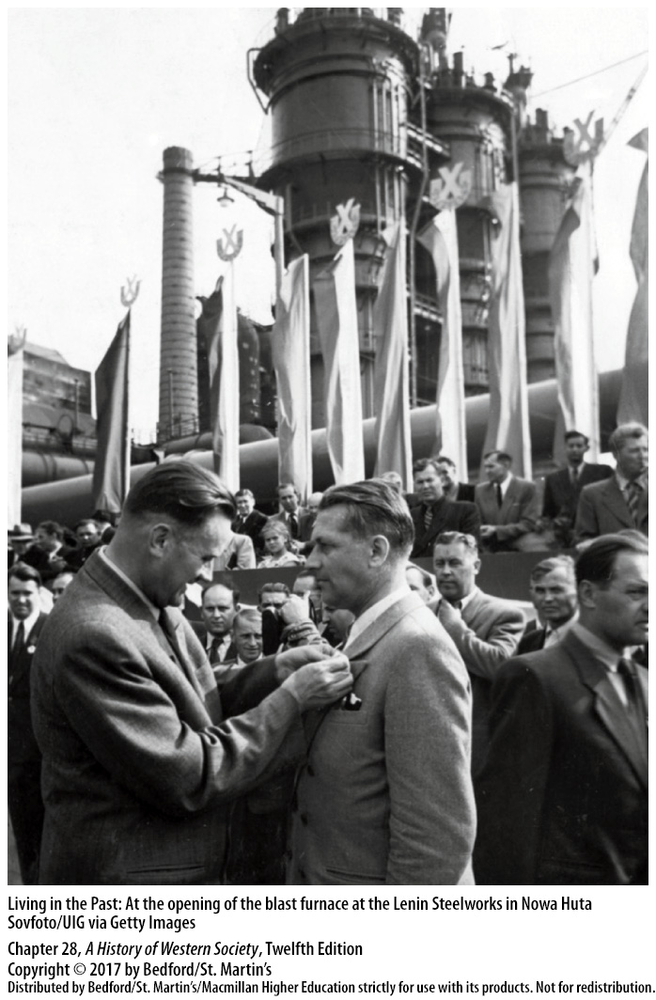 Living in the Past: At the opening of the blast furnace at the Lenin Steelworks in Nowa Huta
Sovfoto/UIG via Getty Images
Chapter 28, A History of Western Society, Twelfth Edition
Copyright © 2017 by Bedford/St. Martin's
Distributed by Bedford/St. Martin's/Macmillan Higher Education strictly for use with its products. Not for redistribution.